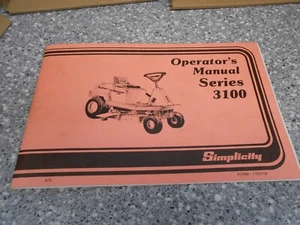 Operator's
Manual
Series
3100
Simplicity